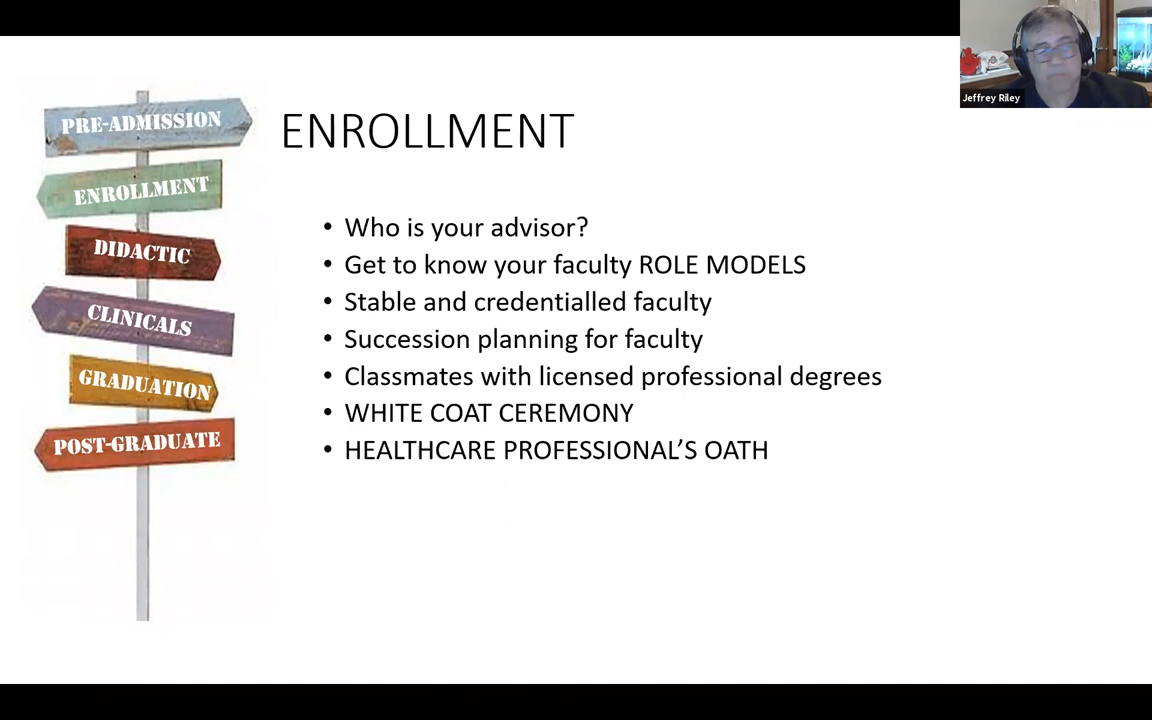 Jeffrey Riley
PRE-ADMISSION
ENROLLMENT
DIDACTIC
CLINICALS
GRADUATION
POST-GRADUATE
ENROLLMENT
• Who is your advisor?
• Get to know your faculty ROLE MODELS
• Stable and credentialled faculty
• Succession planning for faculty
• Classmates with licensed professional degrees
• WHITE COAT CEREMONY
• HEALTHCARE PROFESSIONAL’S OATH